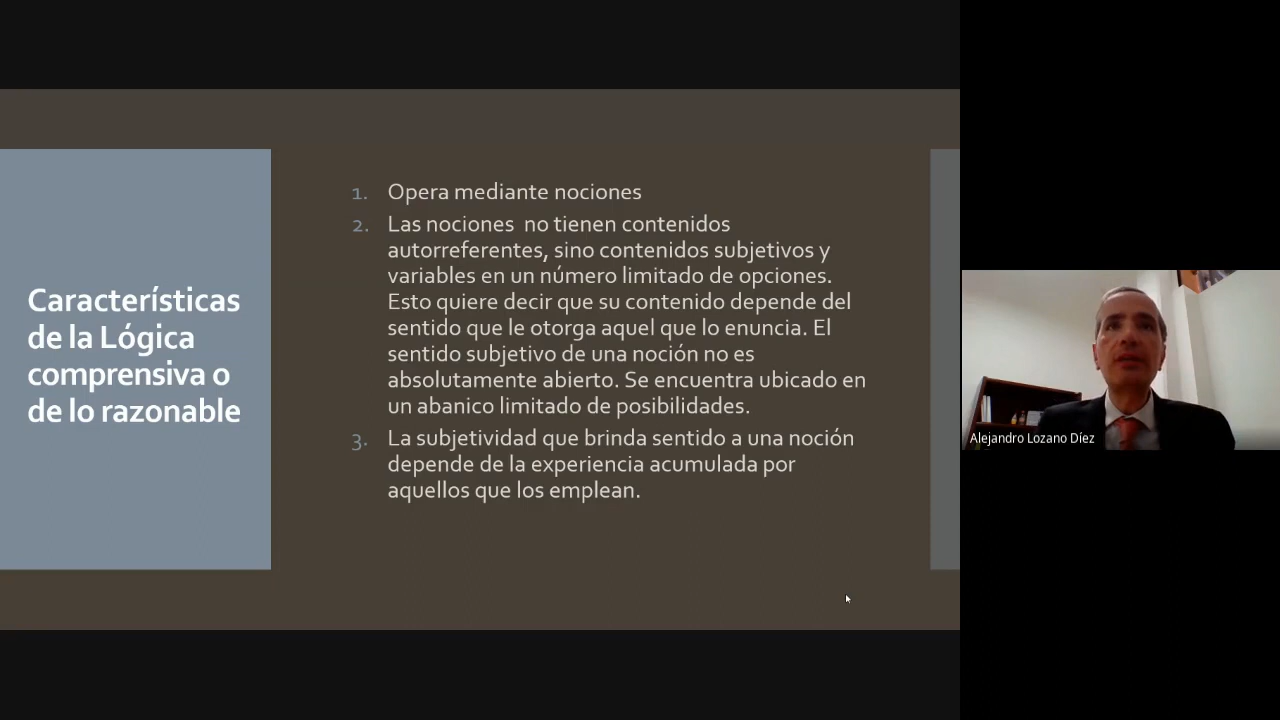 Características
de la Lógica
comprensiva o
de lo razonable
1. Opera mediante nociones
2. Las nociones no tienen contenidos
autorreferentes, sino contenidos subjetivos y
variables en un número limitado de opciones.
Esto quiere decir que su contenido depende del
sentido que le otorga aquel que lo enuncia. El
sentido subjetivo de una noción no es
absolutamente abierto. Se encuentra ubicado en
un abanico limitado de posibilidades.
3. La subjetividad que brinda sentido a una noción
depende de la experiencia acumulada por
aquellos que los emplean.
Alejandro Lozano Díez